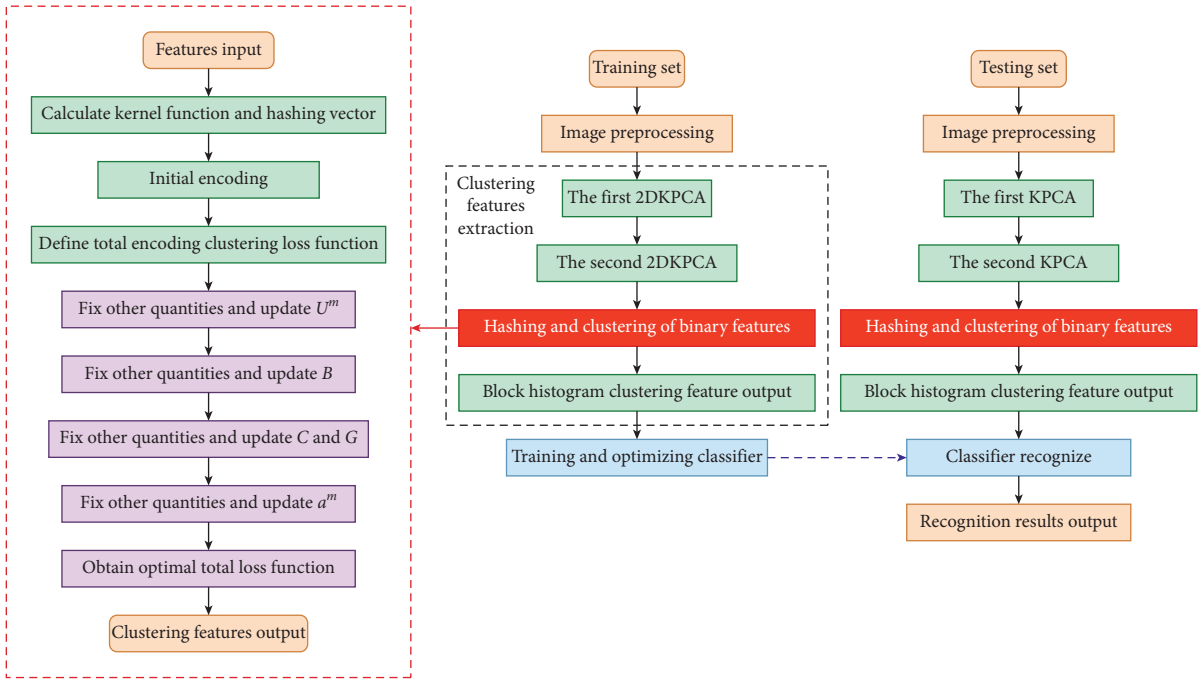 Features input
Calculate kernel function and hashing vector
Initial encoding
Define total encoding clustering loss function
Fix other quantities and update U^m
Fix other quantities and update B
Fix other quantities and update C and G
Fix other quantities and update a^m
Obtain optimal total loss function
Clustering features output
Training set
Image preprocessing
Clustering
features
extraction
The first 2DKPCA
The second 2DKPCA
Hashing and clustering of binary features
Block histogram clustering feature output
Training and optimizing classifier
Testing set
Image preprocessing
The first KPCA
The second KPCA
Hashing and clustering of binary features
Block histogram clustering feature output
Classifier recognize
Recognition results output